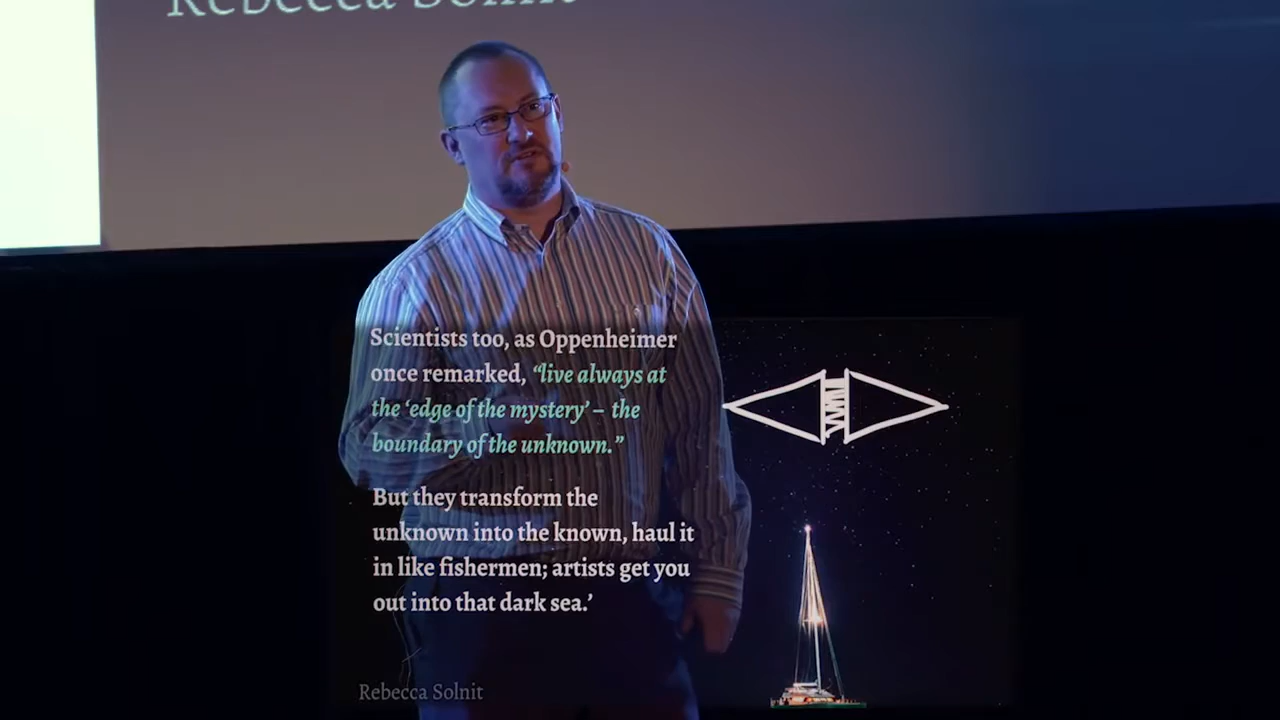 Rebecca Solnit
Scientists too, as Oppenheimer
once remarked, “live always at
the ‘edge of the mystery’ – the
boundary of the unknown.”
But they transform the
unknown into the known, haul it
in like fishermen; artists get you
out into that dark sea.’
Rebecca Solnit